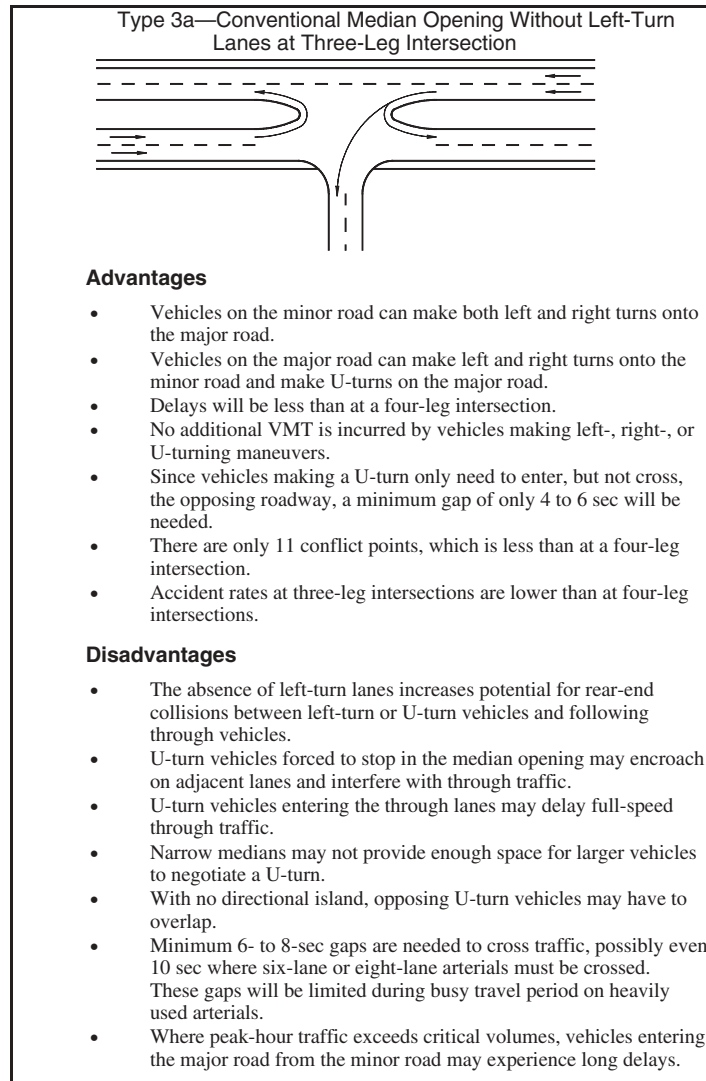 Type 3a—Conventional Median Opening Without Left-Turn
Lanes at Three-Leg Intersection
Advantages
• Vehicles on the minor road can make both left and right turns onto
the major road.
• Vehicles on the major road can make left and right turns onto the
minor road and make U-turns on the major road.
• Delays will be less than at a four-leg intersection.
• No additional VMT is incurred by vehicles making left-, right-, or
U-turning maneuvers.
• Since vehicles making a U-turn only need to enter, but not cross,
the opposing roadway, a minimum gap of only 4 to 6 sec will be
needed.
• There are only 11 conflict points, which is less than at a four-leg
intersection.
• Accident rates at three-leg intersections are lower than at four-leg
intersections.
Disadvantages
• The absence of left-turn lanes increases potential for rear-end
collisions between left-turn or U-turn vehicles and following
through vehicles.
• U-turn vehicles forced to stop in the median opening may encroach
on adjacent lanes and interfere with through traffic.
• U-turn vehicles entering the through lanes may delay full-speed
through traffic.
• Narrow medians may not provide enough space for larger vehicles
to negotiate a U-turn.
• With no directional island, opposing U-turn vehicles may have to
overlap.
• Minimum 6- to 8-sec gaps are needed to cross traffic, possibly even
10 sec where six-lane or eight-lane arterials must be crossed.
These gaps will be limited during busy travel period on heavily
used arterials.
• Where peak-hour traffic exceeds critical volumes, vehicles entering
the major road from the minor road may experience long delays.